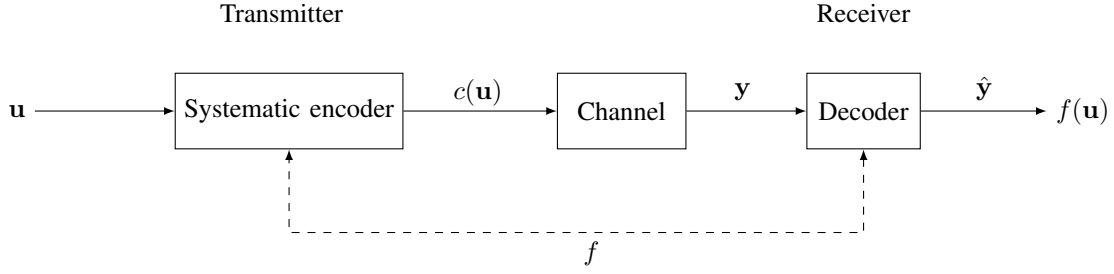 Transmitter Receiver
u Systematic encoder c(u) Channel y Decoder ŷ f(u)
f